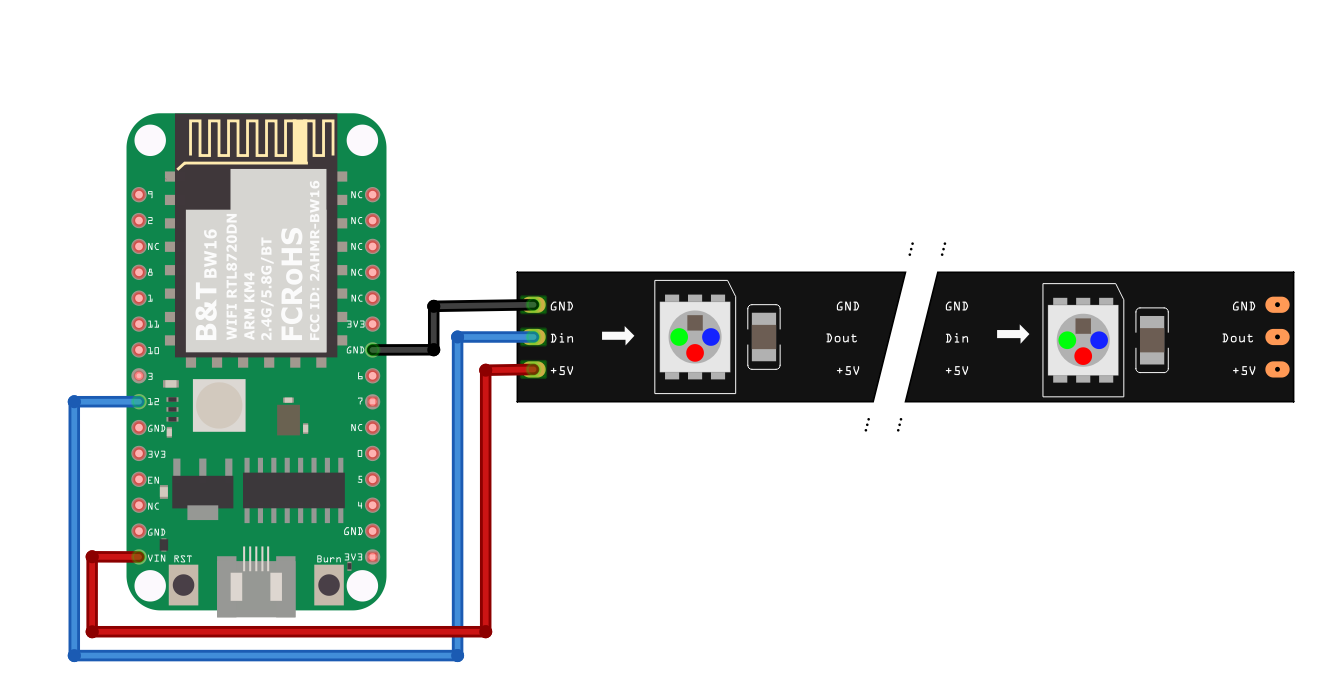 B&T BW16
WIFI RTL8720DN
ARM KM4
2.4G/5.8G/BT
FCRoHS
FCC ID: 2AHMR-BW16
9
2
NC
8
1
11
10
3
12
GND
3V3
EN
NC
GND
VIN
NC
NC
NC
NC
NC
3V3
GND
6
7
NC
0
5
4
GND
3V3
RST
Burn
GND
Din
+5V
GND
Dout
+5V
GND
Din
+5V
GND
Dout
+5V